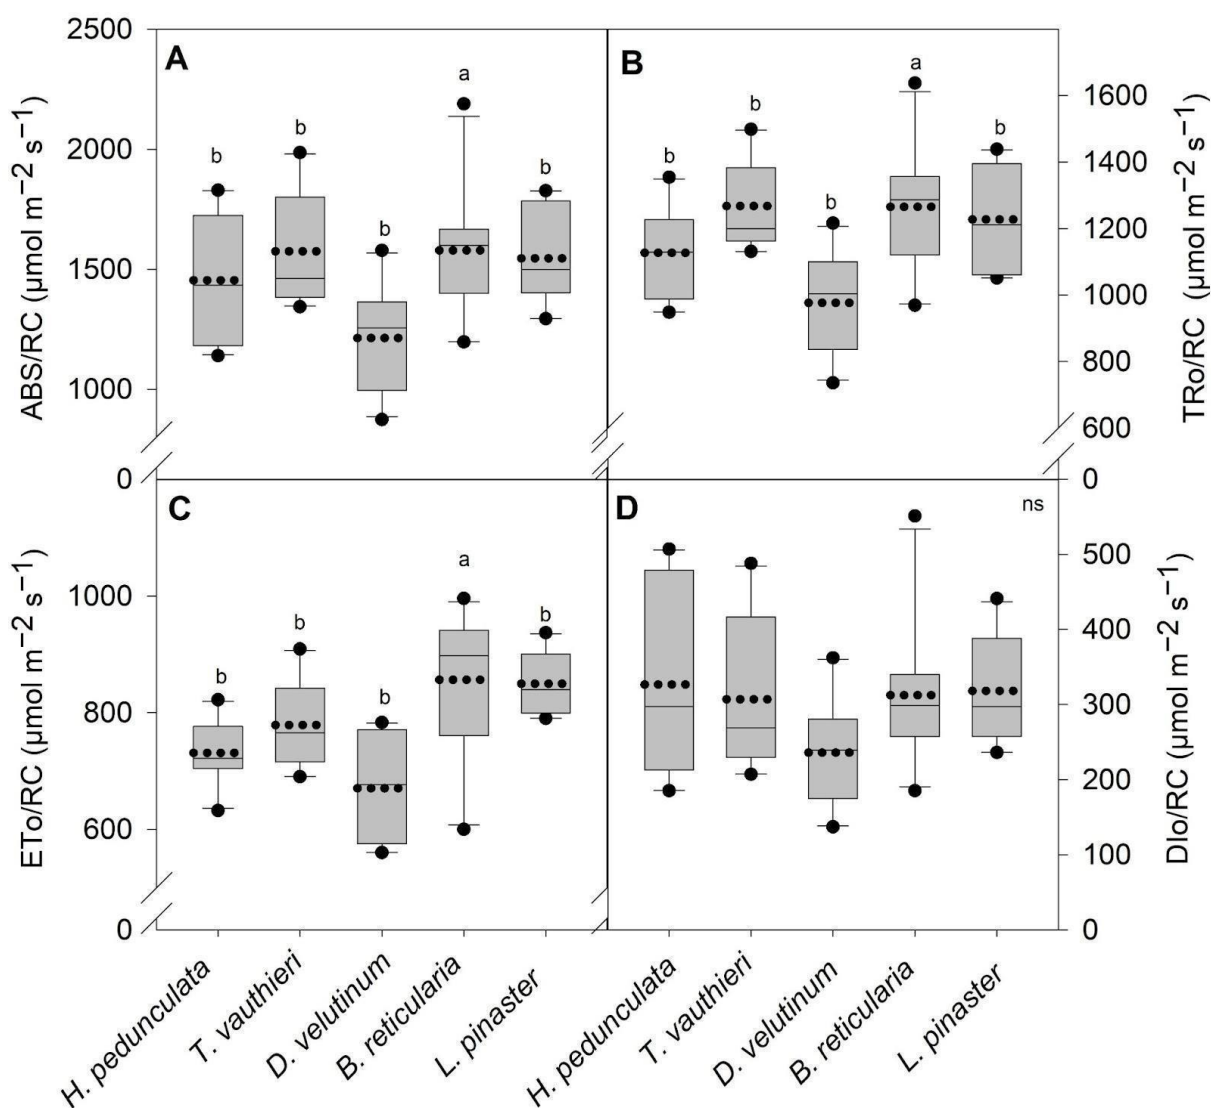 A
2500
2000
1500
1000
0
ABS/RC (µmol m−2 s−1)
b
b
b
a
b
B
1600
1400
1200
1000
800
600
0
TRo/RC (µmol m−2 s−1)
b
b
b
a
b
C
1000
800
600
0
ETo/RC (µmol m−2 s−1)
b
b
b
a
b
D
ns
500
400
300
200
100
0
DIo/RC (µmol m−2 s−1)
H. pedunculata
T. vauthieri
D. velutinum
B. reticularia
L. pinaster
H. pedunculata
T. vauthieri
D. velutinum
B. reticularia
L. pinaster